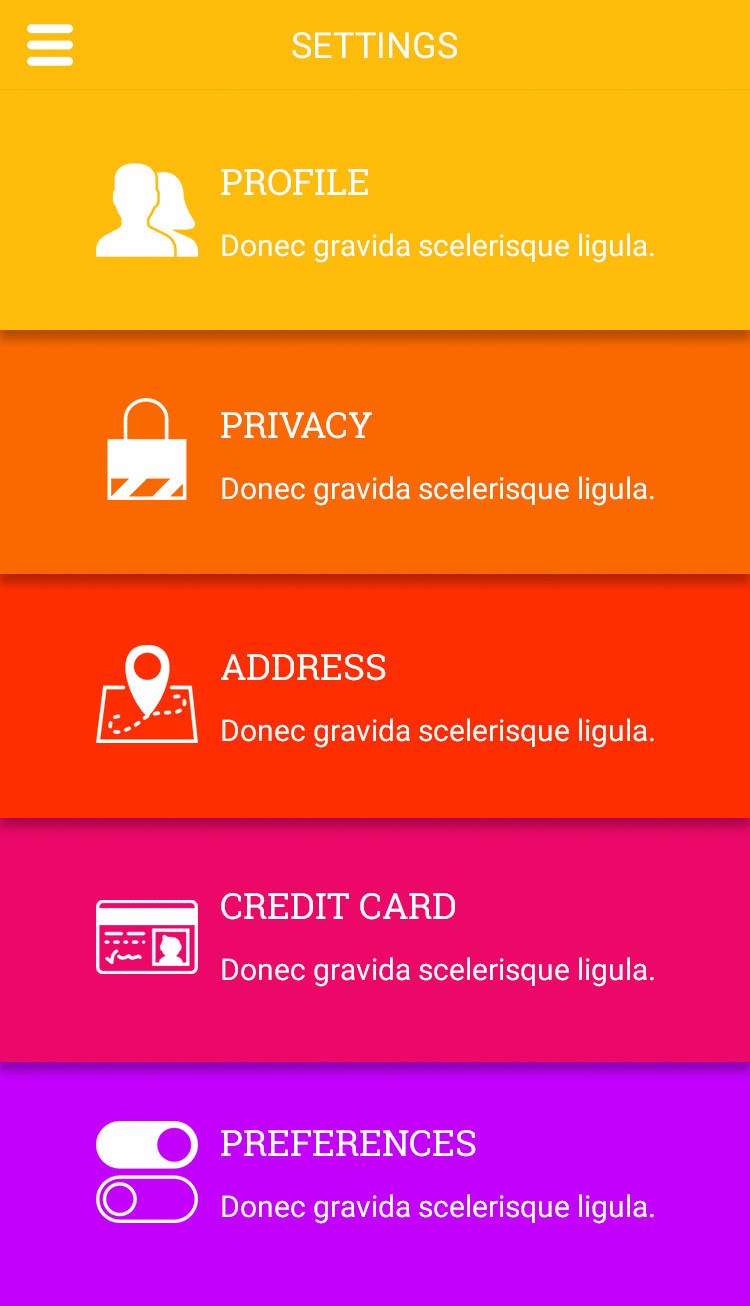 SETTINGS
PROFILE
Donec gravida scelerisque ligula.
PRIVACY
Donec gravida scelerisque ligula.
ADDRESS
Donec gravida scelerisque ligula.
CREDIT CARD
Donec gravida scelerisque ligula.
PREFERENCES
Donec gravida scelerisque ligula.